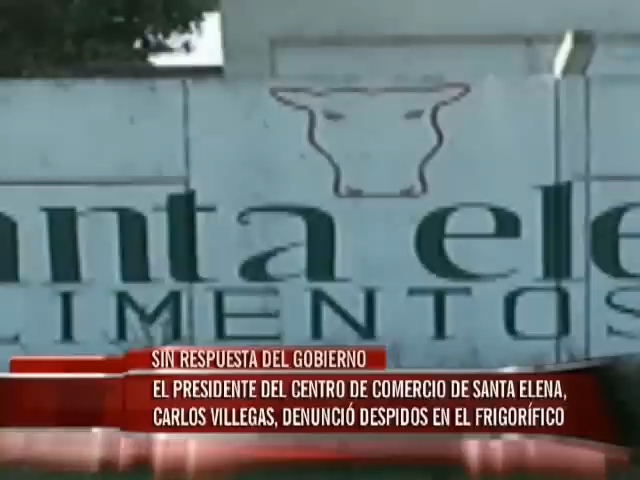 anta ele
LIMENTOS
SIN RESPUESTA DEL GOBIERNO
EL PRESIDENTE DEL CENTRO DE COMERCIO DE SANTA ELENA,
CARLOS VILLEGAS, DENUNCIÓ DESPIDOS EN EL FRIGORÍFICO